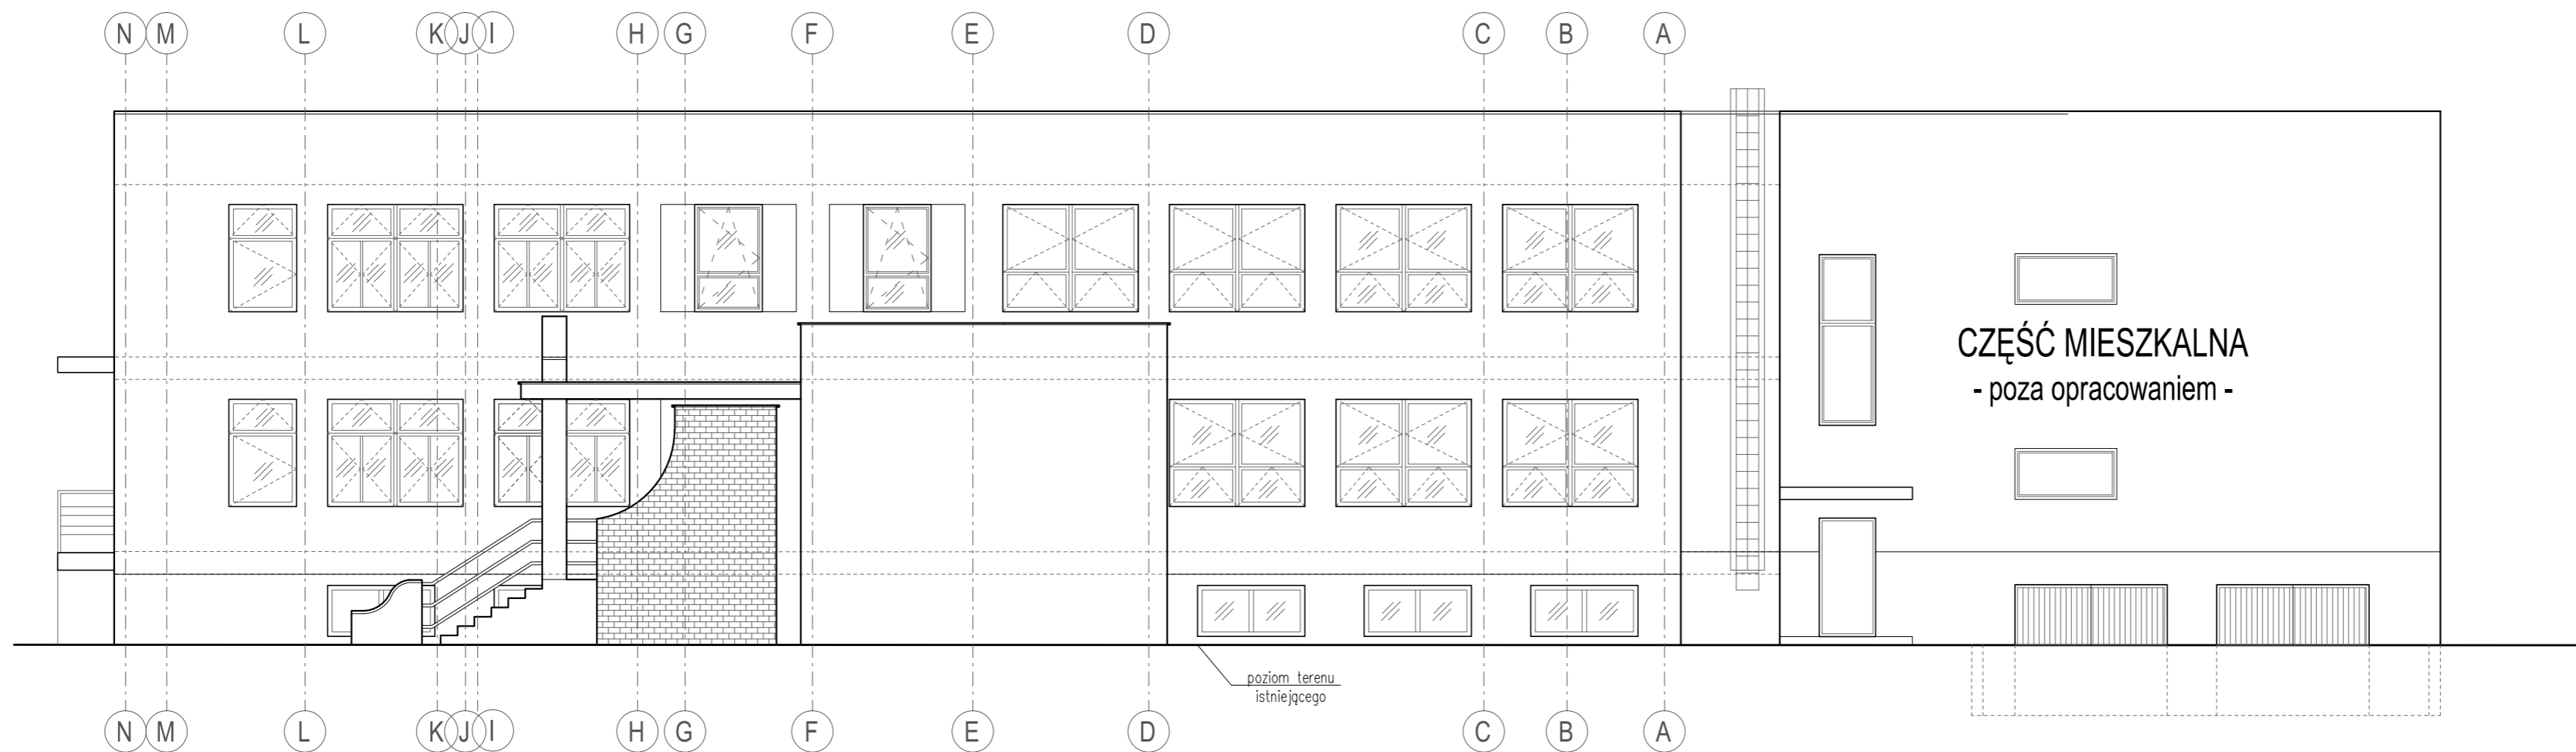 N M L K J I H G F E D C B A
CZĘŚĆ MIESZKALNA
- poza opracowaniem -
poziom terenu
istniejącego
N M L K J I H G F E D C B A